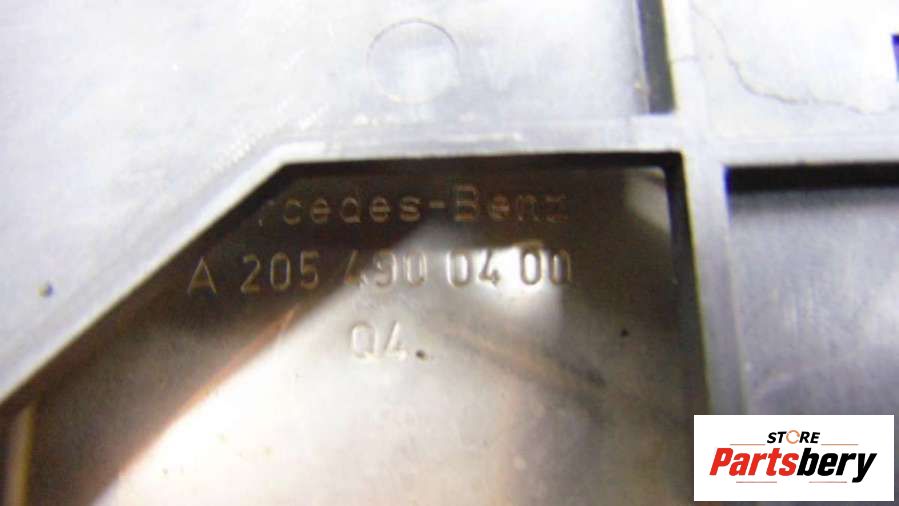 rcedes-Benz
A 205 490 04 00
Q4
STORE
Partsbery